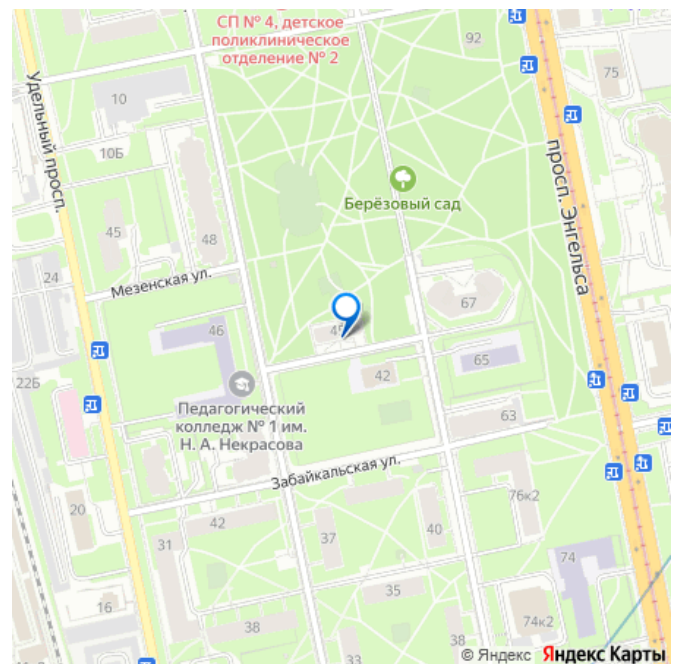 СП № 4, детское
поликлиническое
отделение № 2
92
75
10
Удельный просп.
10Б
просп. Энгельса
Берёзовый сад
45
48
24
Мезенская ул.
67
46
65
22Б
42
Педагогический
колледж № 1 им.
Н. А. Некрасова
63
Забайкальская ул.
76к2
20
42
40
37
31
74
35
16
74к2
38
38
33
© Яндекс Яндекс Карты